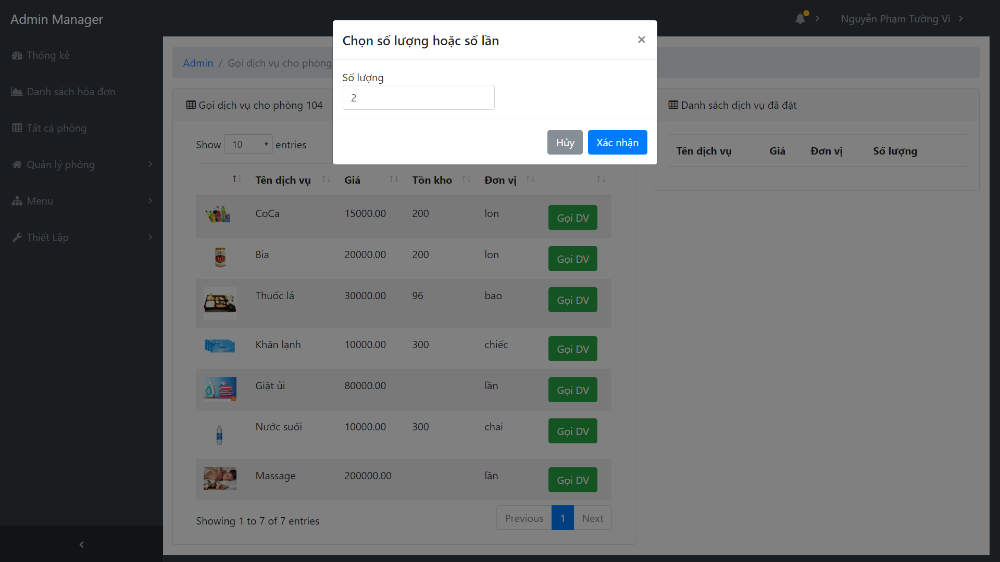 Admin Manager
Nguyễn Phạm Tường Vi
Thống kê
Danh sách hóa đơn
Tất cả phòng
Quản lý phòng
Menu
Thiết Lập
Admin / Gọi dịch vụ cho phòng
Chọn số lượng hoặc số lần
×
Số lượng
2
Hủy
Xác nhận
Gọi dịch vụ cho phòng 104
Show 10 entries
Tên dịch vụ Giá Tồn kho Đơn vị
CoCa 15000.00 200 lon Gọi DV
Bia 20000.00 200 lon Gọi DV
Thuốc lá 30000.00 96 bao Gọi DV
Khăn lạnh 10000.00 300 chiếc Gọi DV
Giặt ủi 80000.00 lần Gọi DV
Nước suối 10000.00 300 chai Gọi DV
Massage 200000.00 lần Gọi DV
Showing 1 to 7 of 7 entries
Previous 1 Next
Danh sách dịch vụ đã đặt
Tên dịch vụ Giá Đơn vị Số lượng